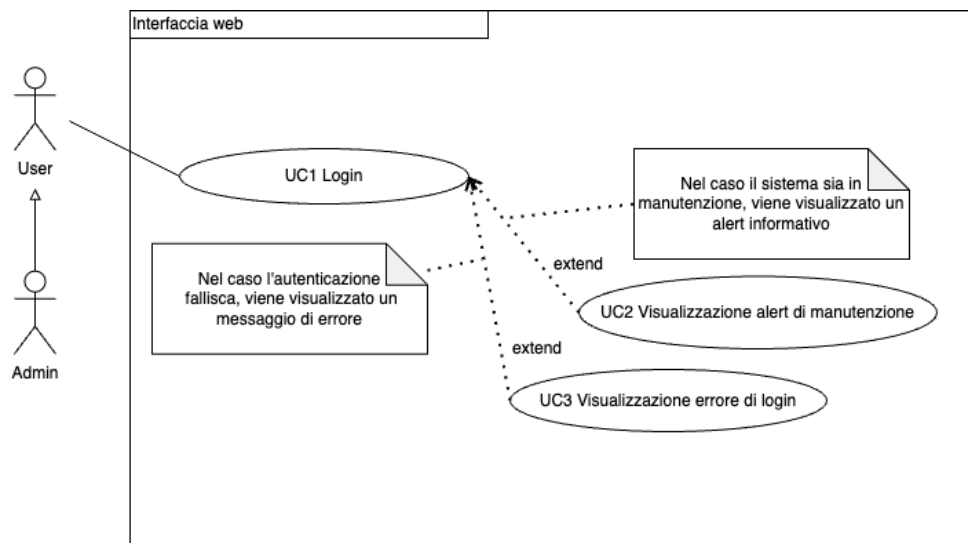 Interfaccia web
User
UC1 Login
Nel caso il sistema sia in
manutenzione, viene visualizzato un
alert informativo
Nel caso l'autenticazione
fallisca, viene visualizzato un
messaggio di errore
extend
UC2 Visualizzazione alert di manutenzione
extend
Admin
UC3 Visualizzazione errore di login